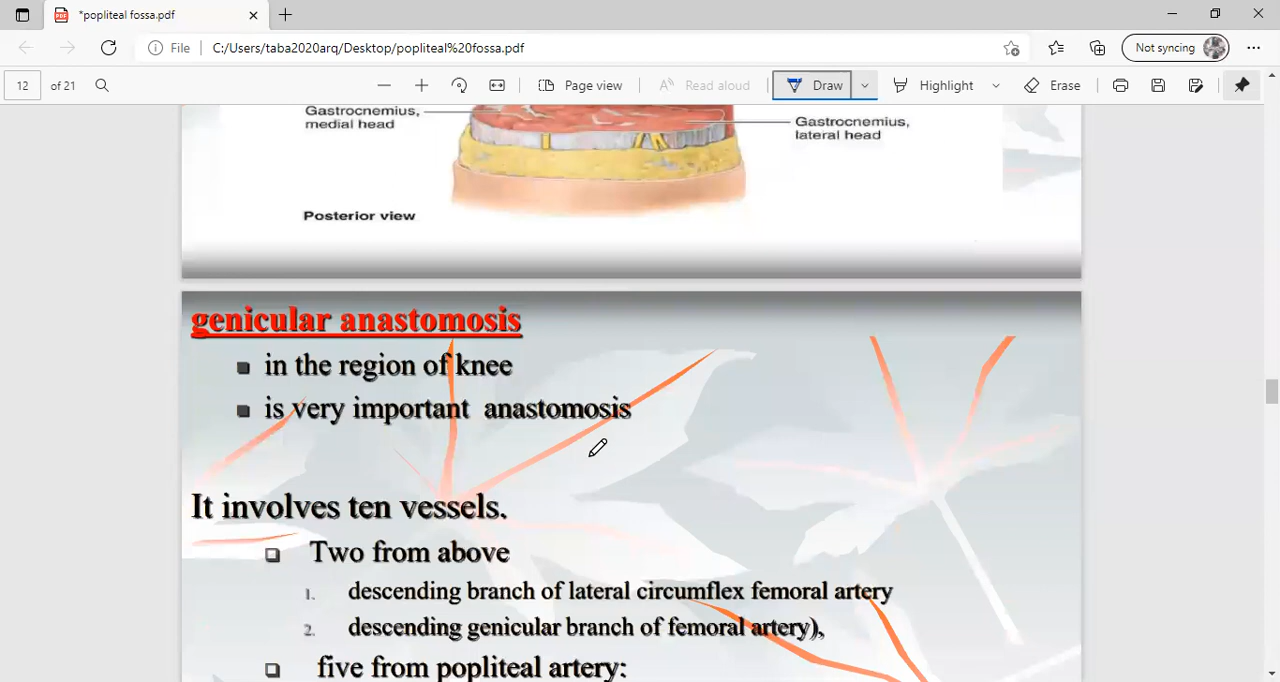 *popliteal fossa.pdf
File | C:/Users/taba2020arq/Desktop/popliteal%20fossa.pdf Not syncing
12 of 21 Page view Read aloud Draw Highlight Erase
Gastrocnemius,
medial head
Gastrocnemius,
lateral head
Posterior view
genicular anastomosis
in the region of knee
is very important anastomosis
It involves ten vessels.
Two from above
1. descending branch of lateral circumflex femoral artery
2. descending genicular branch of femoral artery),
five from popliteal artery: